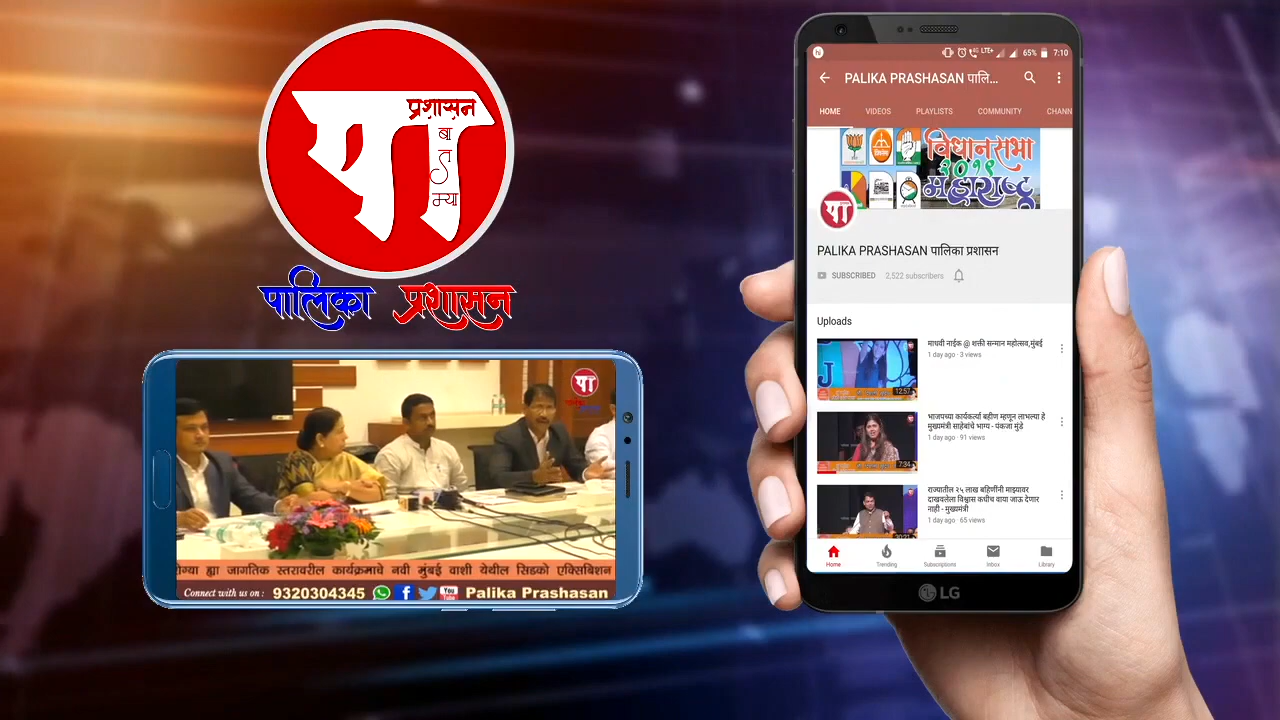 प्रशासन
पा
पालिका प्रशासन
पा
रोग्या ह्या जागतिक स्तरावरील कार्यक्रमाचे नवी मुंबई वाशी येथील सिडको एक्सिबिशन
Connect with us on : 9320304345 You Tube Palika Prashasan
4G LTE+ 65% 7:10
PALIKA PRASHASAN पालि...
HOME VIDEOS PLAYLISTS COMMUNITY CHANN
विधानसभा
२०१९
महाराष्ट्र
पा
PALIKA PRASHASAN पालिका प्रशासन
SUBSCRIBED 2,522 subscribers
Uploads
माधवी नाईक @ शक्ती सन्मान महोत्सव,मुंबई
1 day ago · 3 views
12:57
भाजपच्या कार्यकर्त्या बहीण म्हणून लाभल्या हे
मुख्यमंत्री साहेबांचे भाग्य - पंकजा मुंडे
1 day ago · 91 views
7:34
राज्यातील २५ लाख बहिणींनी माझ्यावर
दाखवलेला विश्वास कधीच वाया जाऊ देणार
नाही - मुख्यमंत्री
1 day ago · 65 views
Home Trending Subscriptions Inbox Library
LG